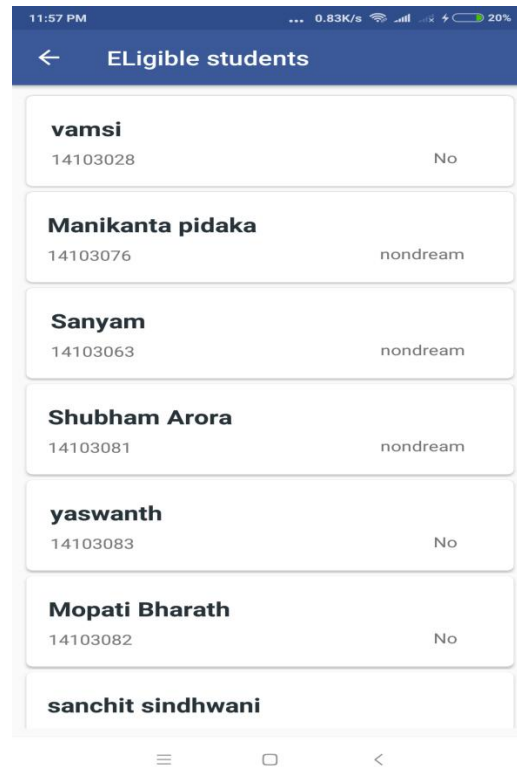 11:57 PM ... 0.83K/s 20%
ELigible students
vamsi
14103028 No
Manikanta pidaka
14103076 nondream
Sanyam
14103063 nondream
Shubham Arora
14103081 nondream
yaswanth
14103083 No
Mopati Bharath
14103082 No
sanchit sindhwani